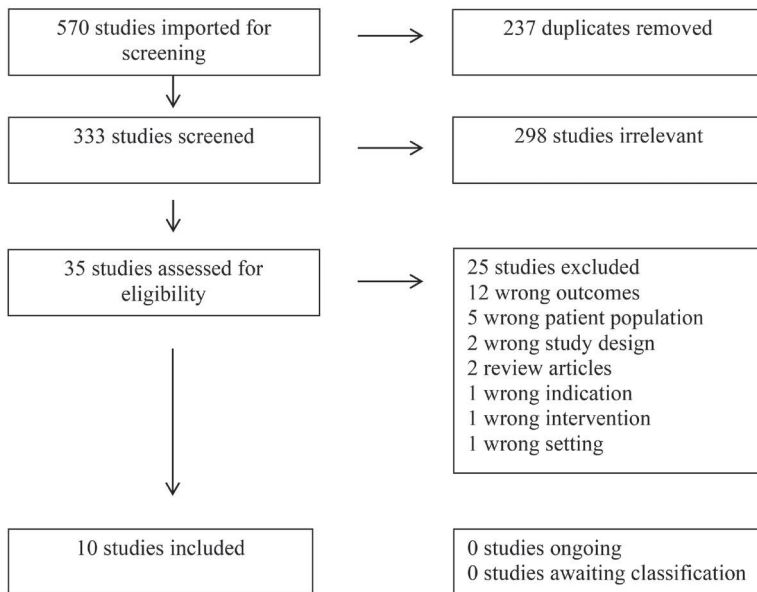 570 studies imported for
screening
237 duplicates removed
333 studies screened
298 studies irrelevant
35 studies assessed for
eligibility
25 studies excluded
12 wrong outcomes
5 wrong patient population
2 wrong study design
2 review articles
1 wrong indication
1 wrong intervention
1 wrong setting
10 studies included
0 studies ongoing
0 studies awaiting classification